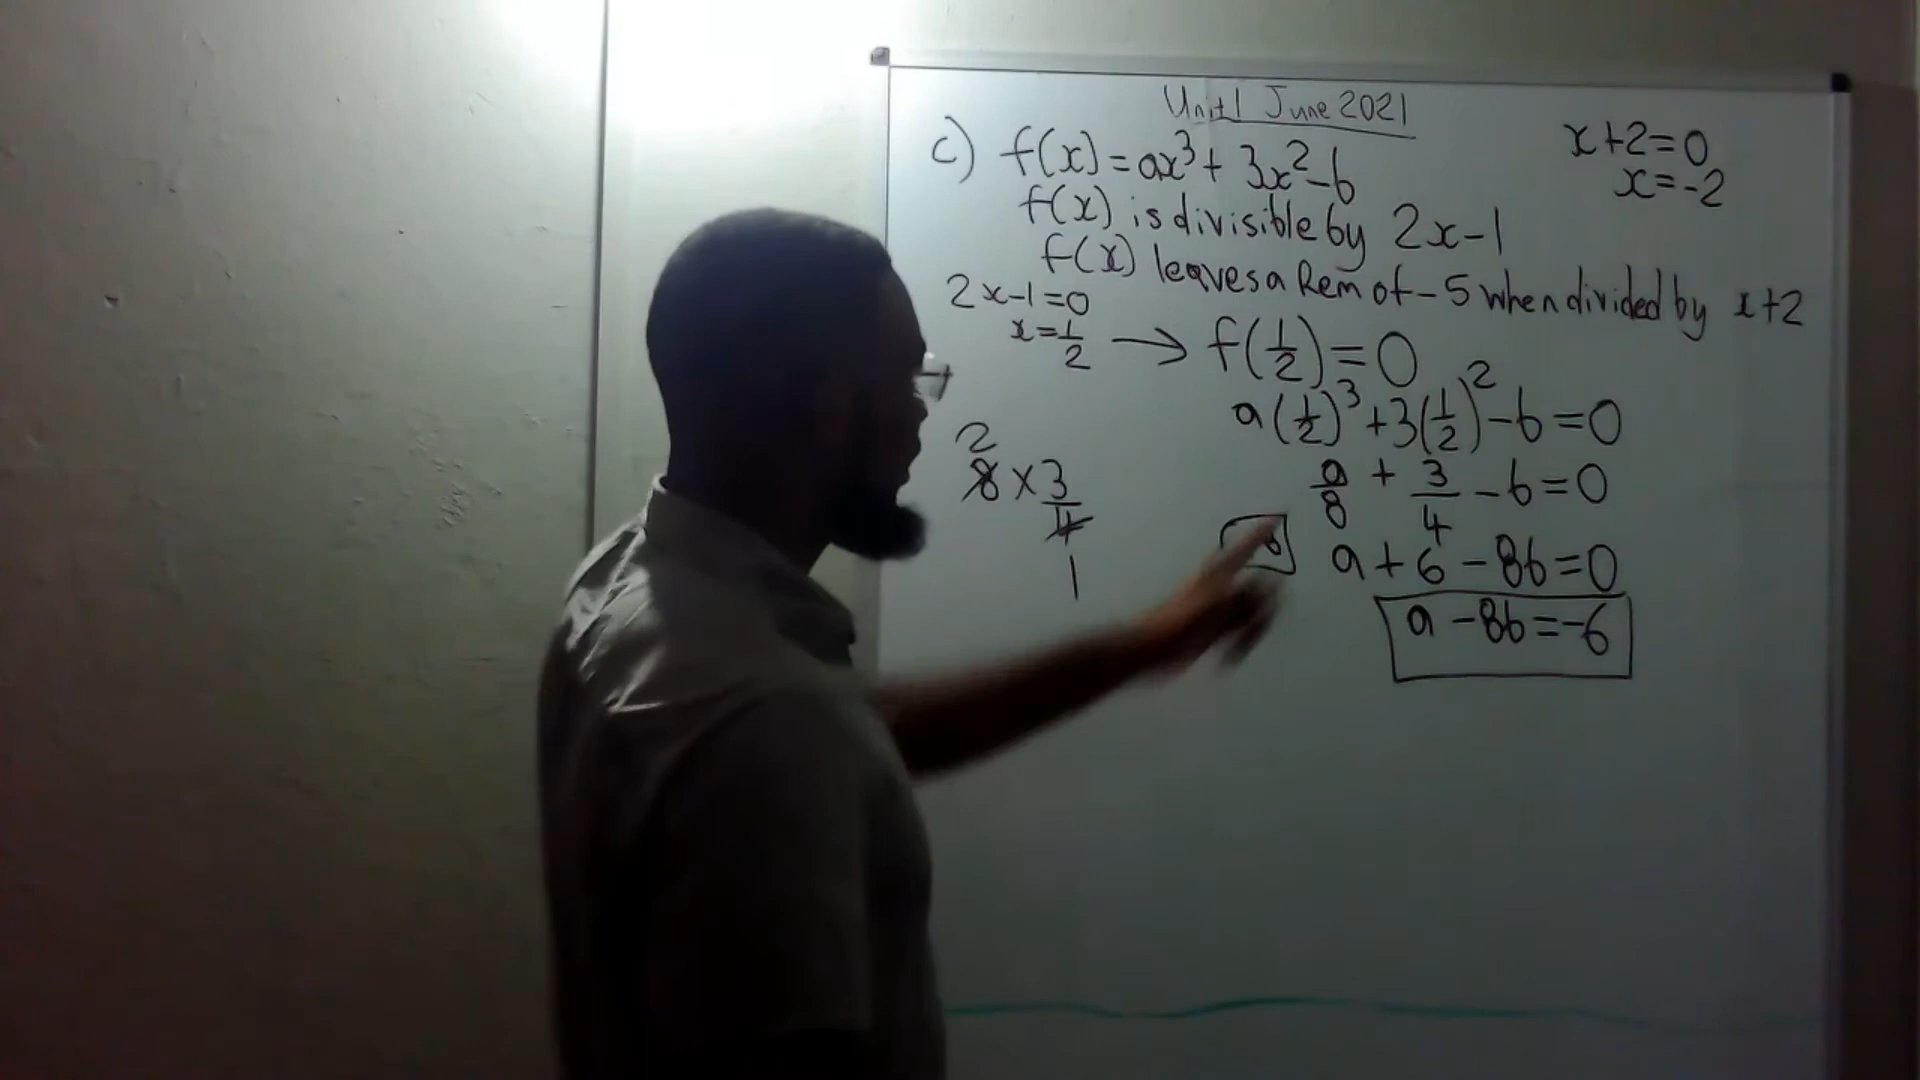 Unit 1 June 2021
c) f(x) = ax³ + 3x² - b
f(x) is divisible by 2x - 1
f(x) leaves a Rem of - 5 when divided by x + 2
x + 2 = 0
x = -2
2x - 1 = 0
x = 1/2 → f(1/2) = 0
a(1/2)³ + 3(1/2)² - b = 0
a/8 + 3/4 - b = 0
a + 6 - 8b = 0
a - 8b = -6
2
8 x 3/4
1